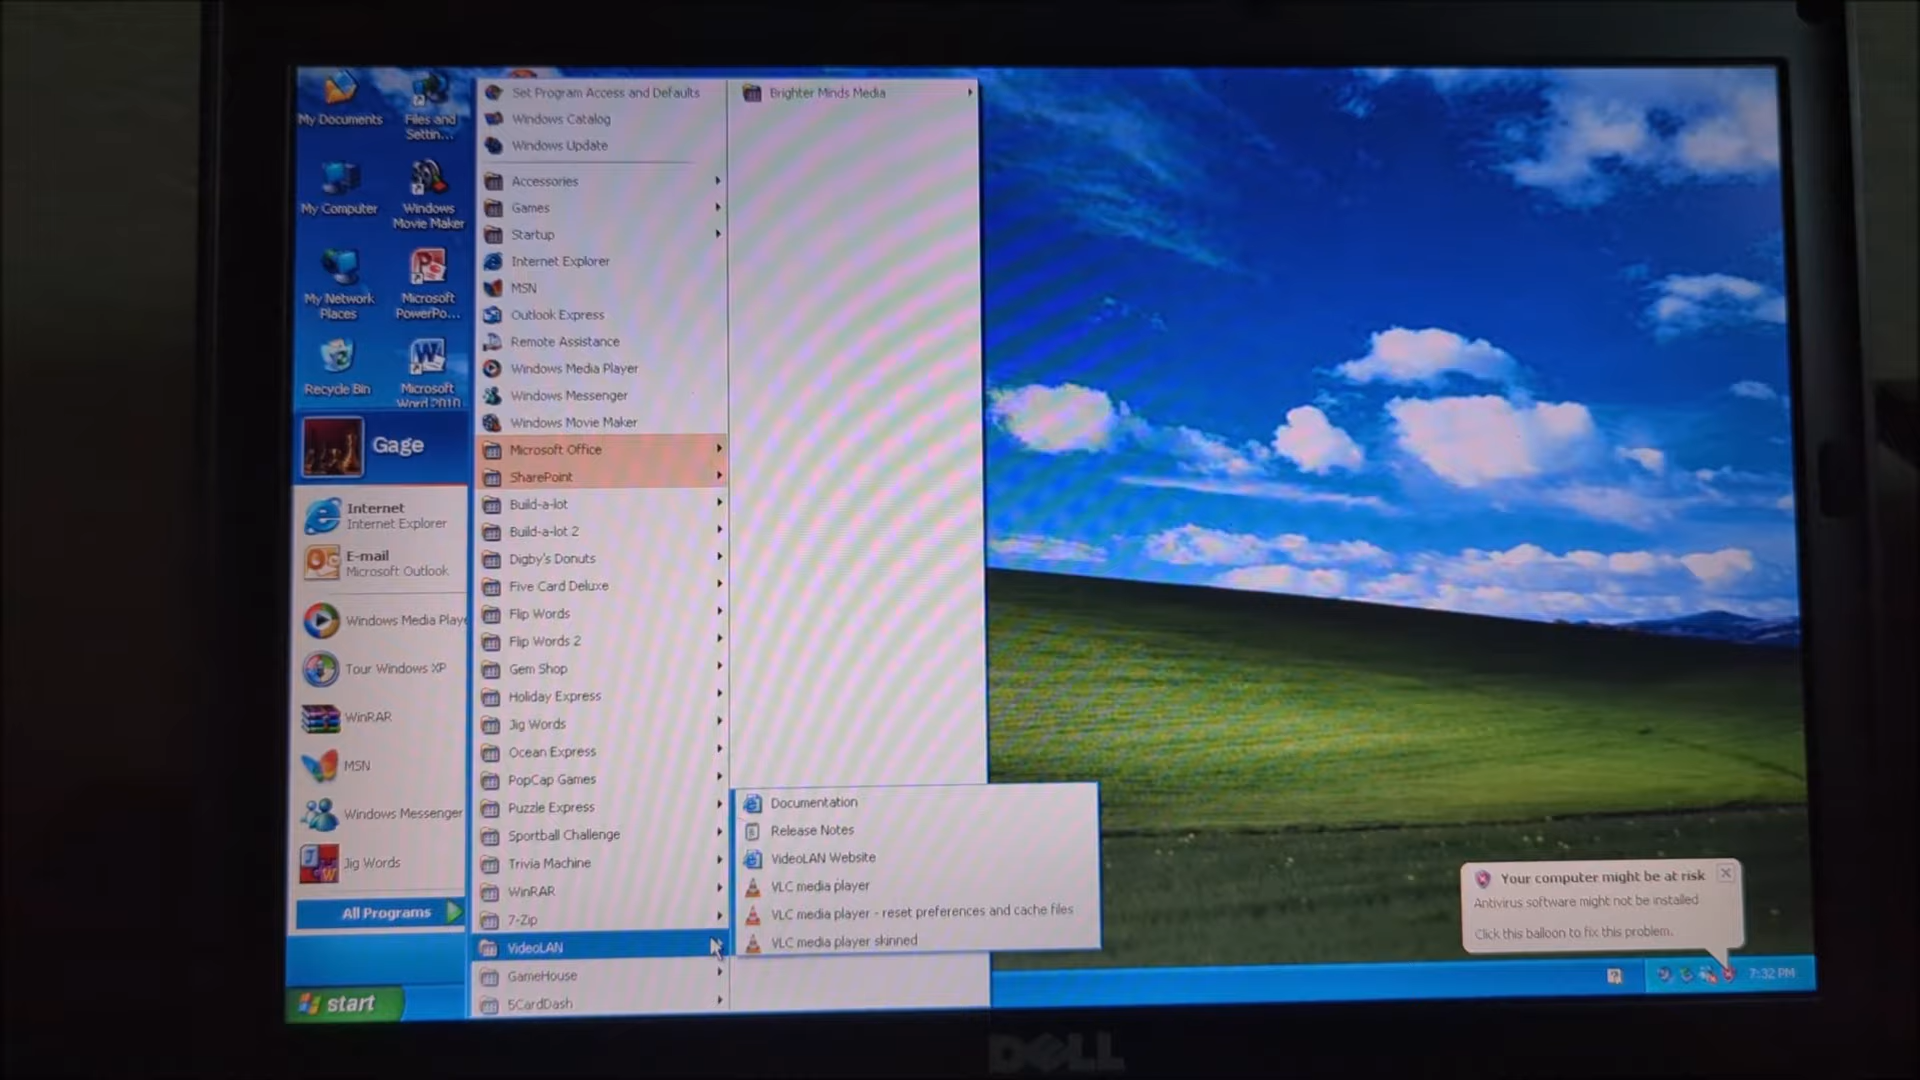 My Documents
Files and
Settin...
My Computer
Windows
Movie Maker
My Network
Places
Microsoft
PowerPo...
Recycle Bin
Microsoft
Word 2010
Gage
Internet
Internet Explorer
E-mail
Microsoft Outlook
Windows Media Playe
Tour Windows XP
WinRAR
MSN
Windows Messenger
Jig Words
All Programs
start
Set Program Access and Defaults
Windows Catalog
Windows Update
Accessories
Games
Startup
Internet Explorer
MSN
Outlook Express
Remote Assistance
Windows Media Player
Windows Messenger
Windows Movie Maker
Microsoft Office
SharePoint
Build-a-lot
Build-a-lot 2
Digby's Donuts
Five Card Deluxe
Flip Words
Flip Words 2
Gem Shop
Holiday Express
Jig Words
Ocean Express
PopCap Games
Puzzle Express
Sportball Challenge
Trivia Machine
WinRAR
7-Zip
VideoLAN
GameHouse
5CardDash
Brighter Minds Media
Documentation
Release Notes
VideoLAN Website
VLC media player
VLC media player - reset preferences and cache files
VLC media player skinned
Your computer might be at risk
Antivirus software might not be installed
Click this balloon to fix this problem.
7:32 PM
DELL